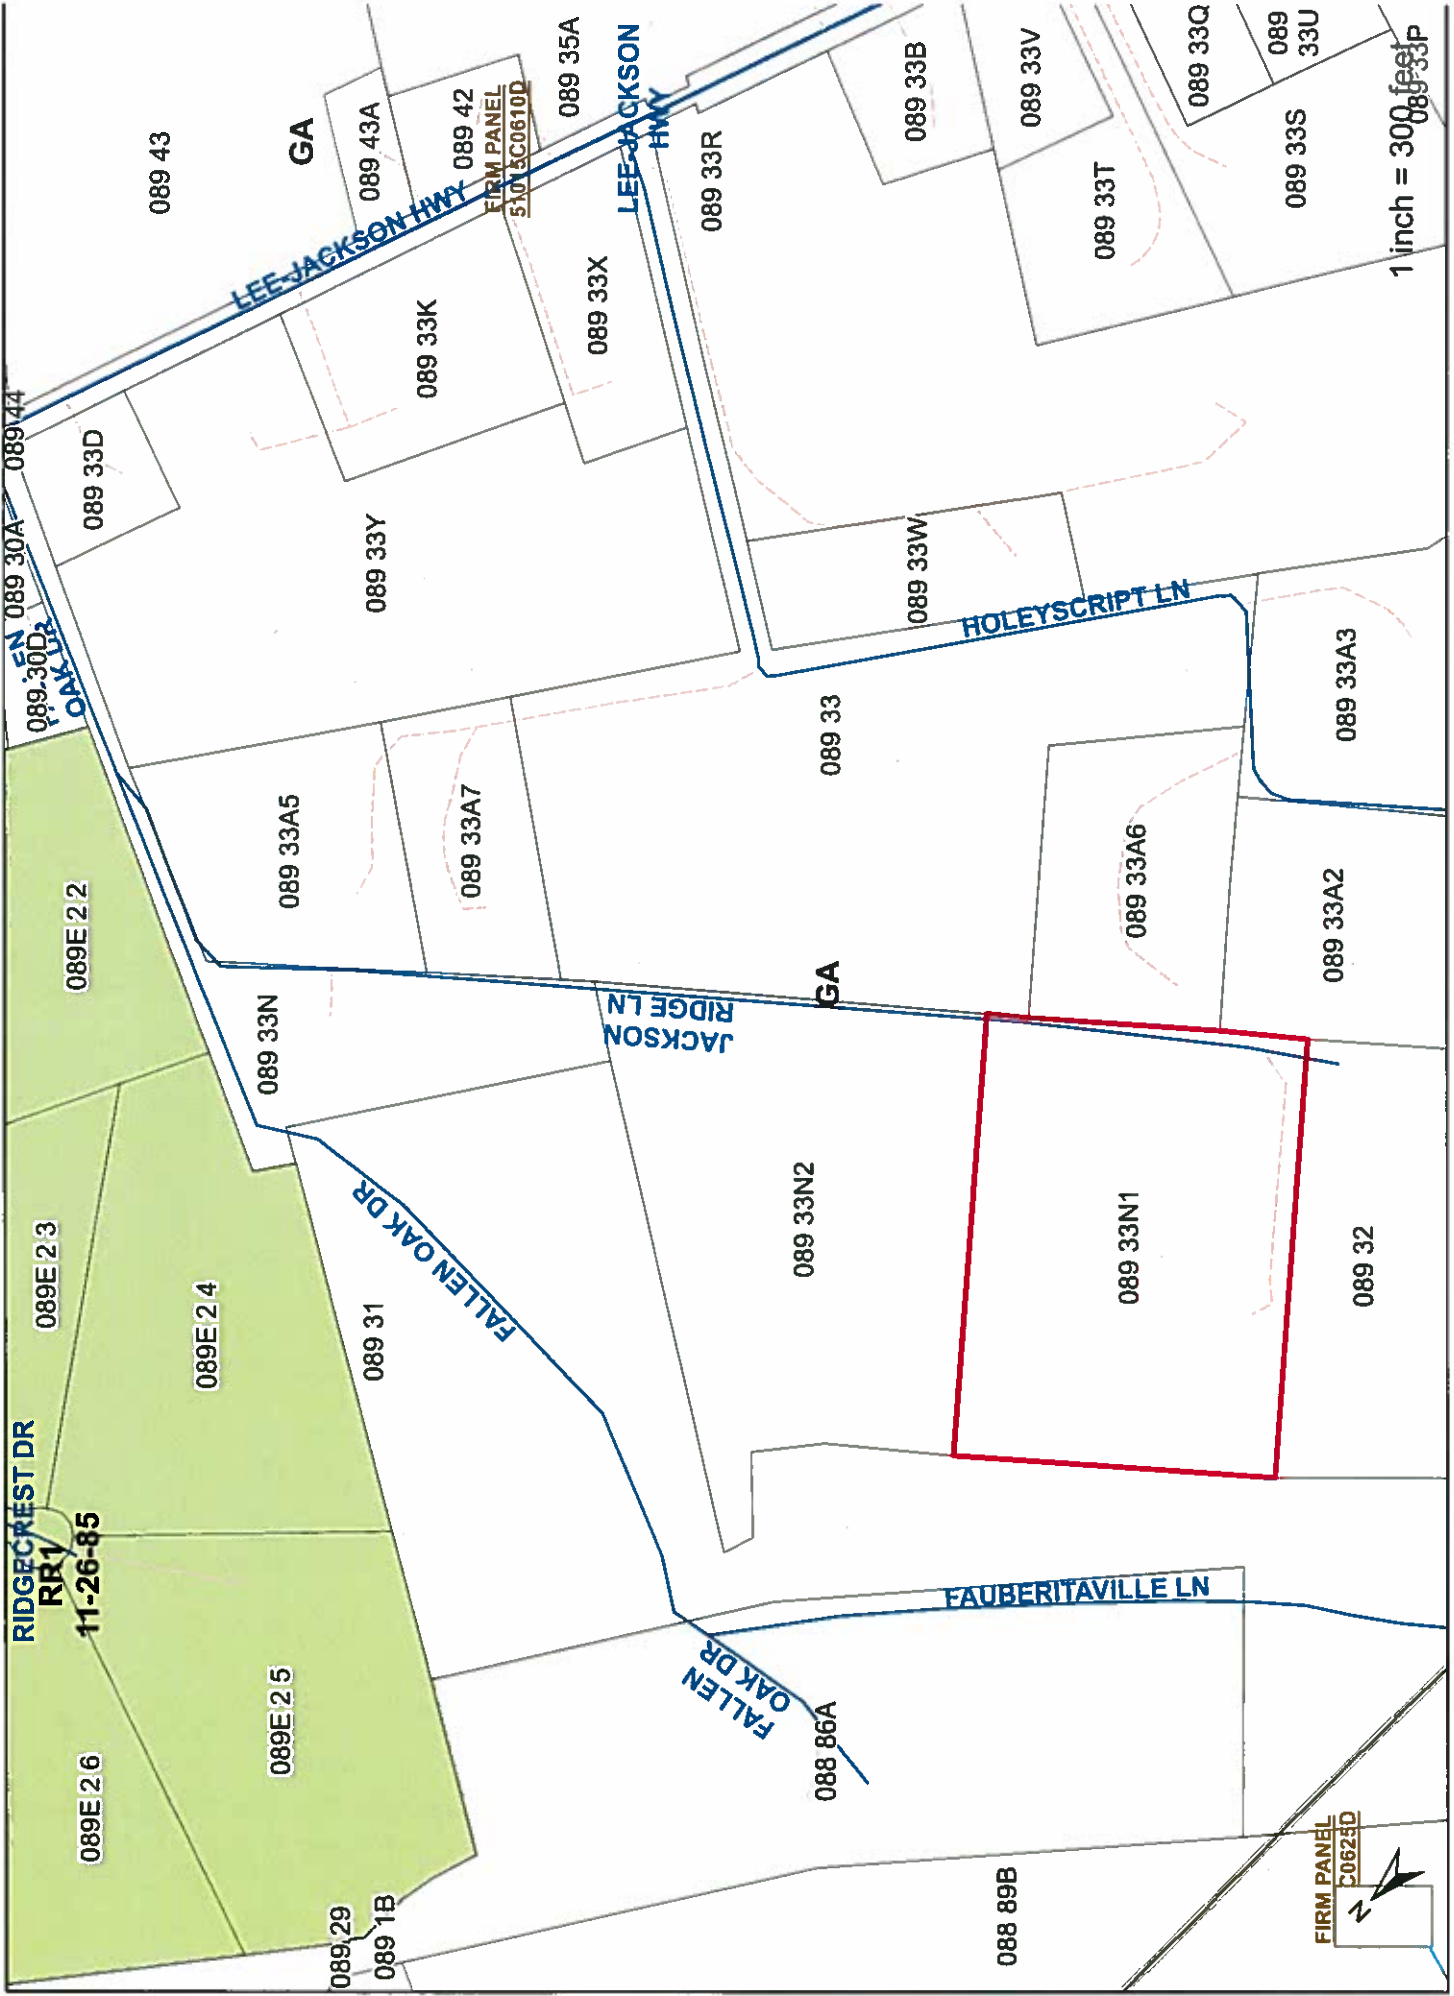 089 43
GA
089 43A
089 42
FIRM PANEL
51015C0610D
089 35A
LEE-JACKSON
HWY
089 33R
089 33B
089 33V
089 33Q
089
33U
089 33P
089 33T
089 33S
1 inch = 300 feet
LEE-JACKSON HWY
089 44
089 33D
089 33K
089 33X
089 30A
089 30D
OAK DR
089 33Y
089 33W
HOLEYSCRIPT LN
089 33A3
089 33
089E 2 2
089 33A5
089 33A7
089 33A6
089 33A2
089 33N
JACKSON
RIDGE LN
GA
089E 2 3
089E 2 4
089 31
FALLEN OAK DR
089 33N2
089 33N1
089 32
RIDGECREST DR
RR1
11-26-85
089E 2 5
089E 2 6
FALLEN
OAK DR
088 86A
FAUBERITAVILLE LN
089 29
089 1B
088 89B
FIRM PANEL
C0625D
N